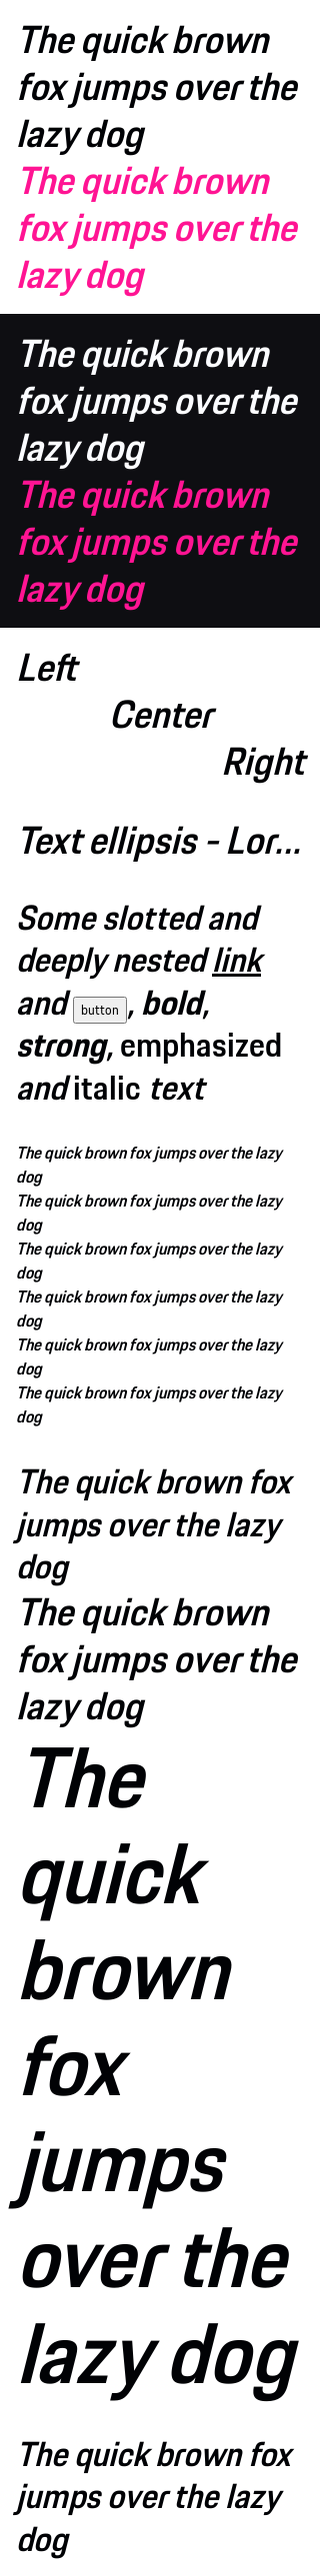 The quick brown
fox jumps over the
lazy dog
The quick brown
fox jumps over the
lazy dog
The quick brown
fox jumps over the
lazy dog
The quick brown
fox jumps over the
lazy dog
Left
Center
Right
Text ellipsis - Lor...
Some slotted and
deeply nested link
and button, bold,
strong, emphasized
and italic text
The quick brown fox jumps over the lazy
dog
The quick brown fox jumps over the lazy
dog
The quick brown fox jumps over the lazy
dog
The quick brown fox jumps over the lazy
dog
The quick brown fox jumps over the lazy
dog
The quick brown fox jumps over the lazy
dog
The quick brown fox
jumps over the lazy
dog
The quick brown
fox jumps over the
lazy dog
The
quick
brown
fox
jumps
over the
lazy dog
The quick brown fox
jumps over the lazy
dog